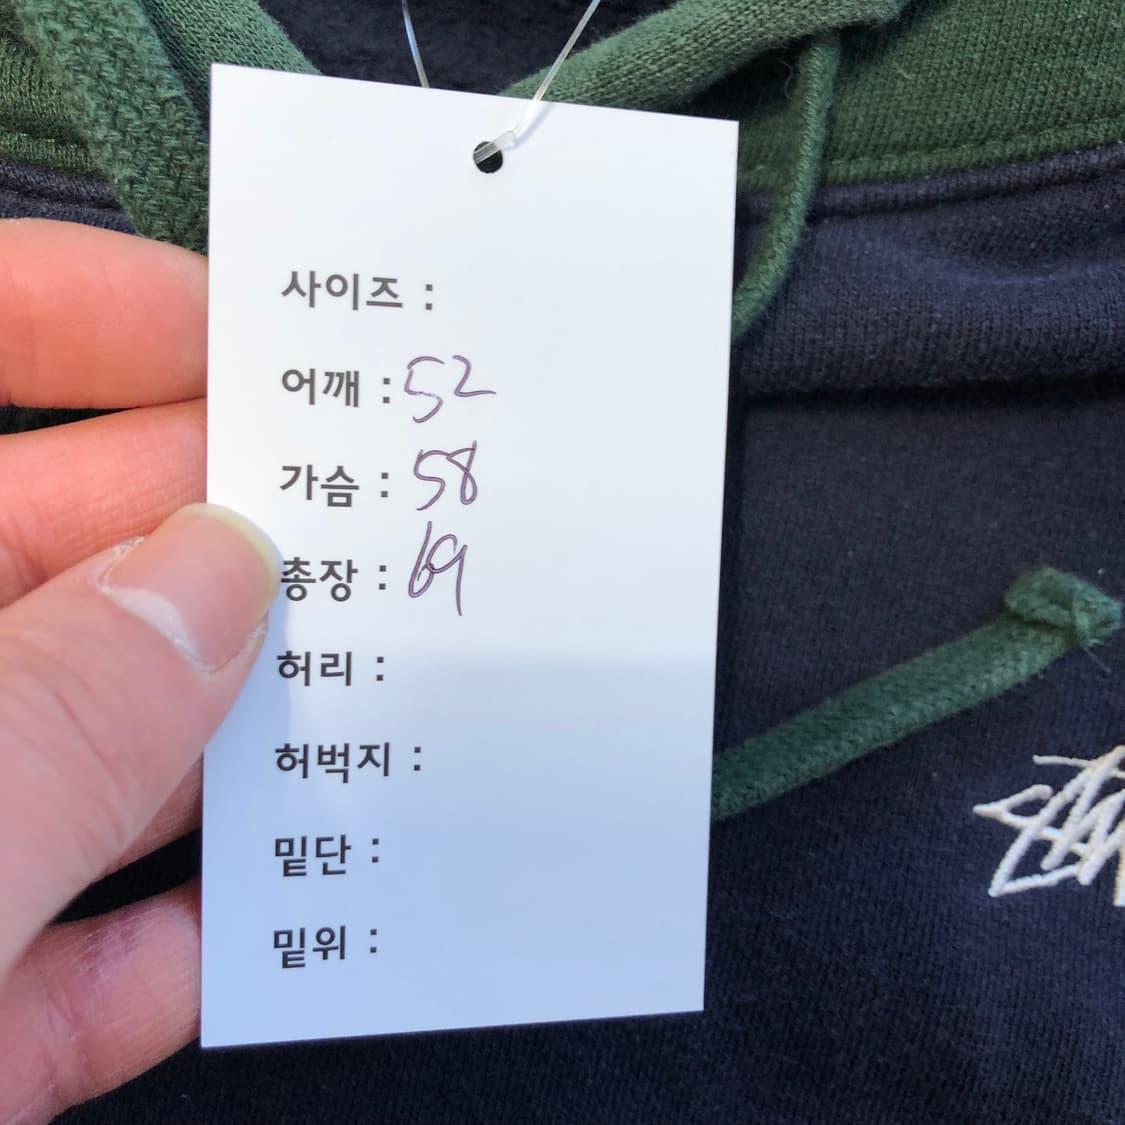 사이즈 :
어깨 : 52
가슴 : 58
총장 : 69
허리 :
허벅지 :
밑단 :
밑위 :